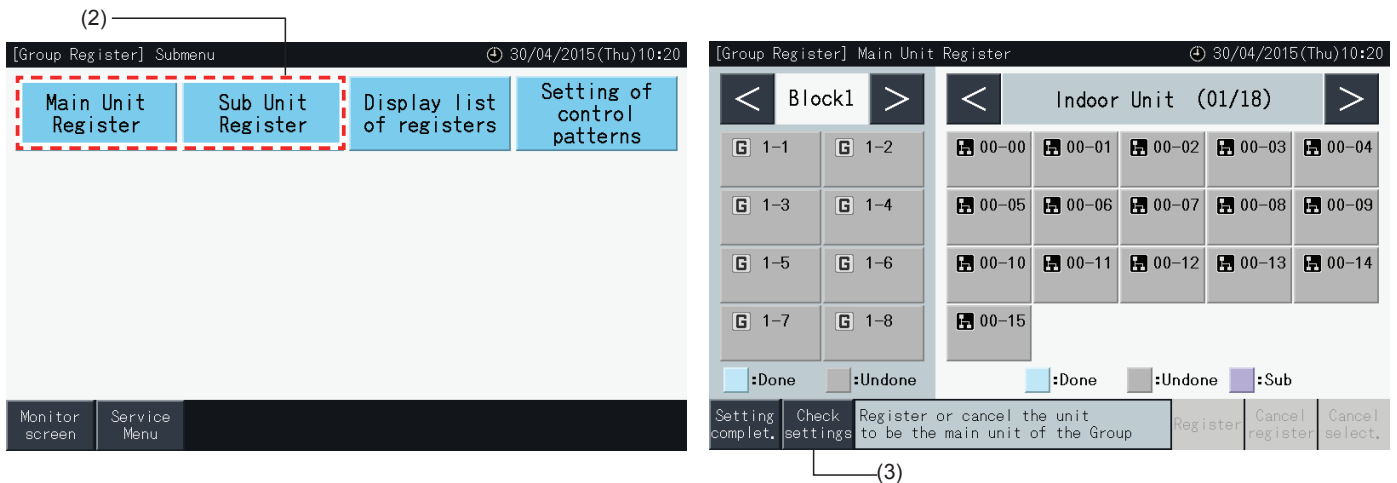 (2)
[Group Register] Submenu 30/04/2015(Thu)10:20
Main Unit Register
Sub Unit Register
Display list of registers
Setting of control patterns
Monitor screen
Service Menu
[Group Register] Main Unit Register 30/04/2015(Thu)10:20
< Block1 >
< Indoor Unit (01/18) >
G 1-1 G 1-2
G 1-3 G 1-4
G 1-5 G 1-6
G 1-7 G 1-8
:Done :Undone
00-00 00-01 00-02 00-03 00-04
00-05 00-06 00-07 00-08 00-09
00-10 00-11 00-12 00-13 00-14
00-15
:Done :Undone :Sub
Setting complet.
Check settings
Register or cancel the unit
to be the main unit of the Group
Register
Cancel register
Cancel select.
(3)